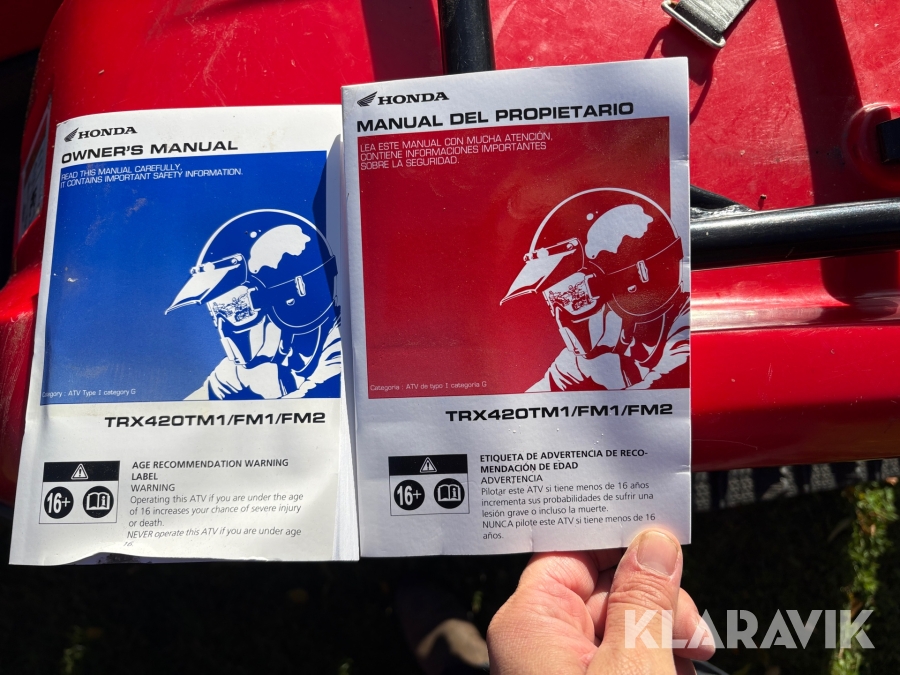 HONDA
OWNER'S MANUAL
READ THIS MANUAL CAREFULLY.
IT CONTAINS IMPORTANT SAFETY INFORMATION.
Category : ATV Type I category G
TRX420TM1/FM1/FM2
16+
AGE RECOMMENDATION WARNING
LABEL
WARNING
Operating this ATV if you are under the age
of 16 increases your chance of severe injury
or death.
NEVER operate this ATV if you are under age
HONDA
MANUAL DEL PROPIETARIO
LEA ESTE MANUAL CON MUCHA ATENCIÓN,
CONTIENE INFORMACIONES IMPORTANTES
SOBRE LA SEGURIDAD.
Categoria : ATV de typo I categoria G
TRX420TM1/FM1/FM2
16+
ETIQUETA DE ADVERTENCIA DE RECO-
MENDACIÓN DE EDAD
ADVERTENCIA
Pilotar este ATV si tiene menos de 16 años
incrementa sus probabilidades de sufrir una
lesión grave o incluso la muerte.
NUNCA pilote este ATV si tiene menos de 16
años.
KLARAVIK